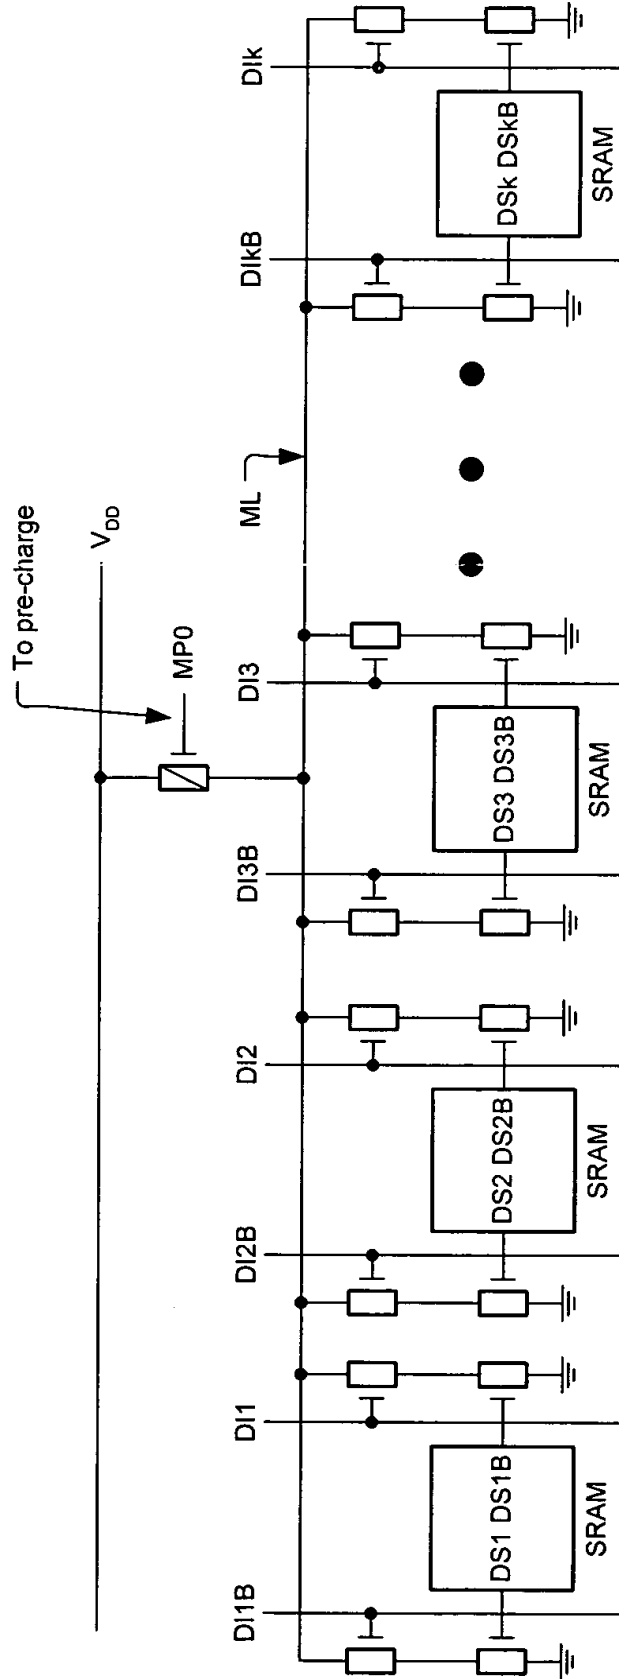 To pre-charge
V_DD
MP0
ML
DI1B
DI1
DI2B
DI2
DI3B
DI3
DIkB
DIk
DS1 DS1B
DS2 DS2B
DS3 DS3B
DSk DSkB
SRAM
SRAM
SRAM
SRAM